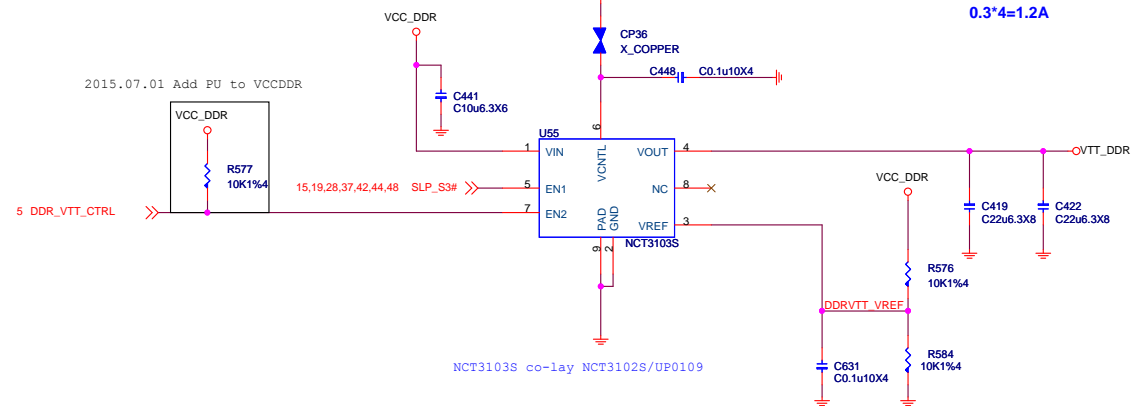 0.3*4=1.2A
VCC_DDR
CP36
X_COPPER
C448
C0.1u10X4
2015.07.01 Add PU to VCCDDR
C441
C10u6.3X6
VCC_DDR
R577
10K1%4
U55
6
1
VIN
VCNTL
VOUT
4
VTT_DDR
15,19,28,37,42,44,48
SLP_S3#
5
EN1
NC
8
VCC_DDR
5
DDR_VTT_CTRL
7
EN2
PAD
GND
VREF
3
C419
C22u6.3X8
C422
C22u6.3X8
9
2
NCT3103S
R576
10K1%4
DDRVTT_VREF
NCT3103S co-lay NCT3102S/UP0109
C631
C0.1u10X4
R584
10K1%4